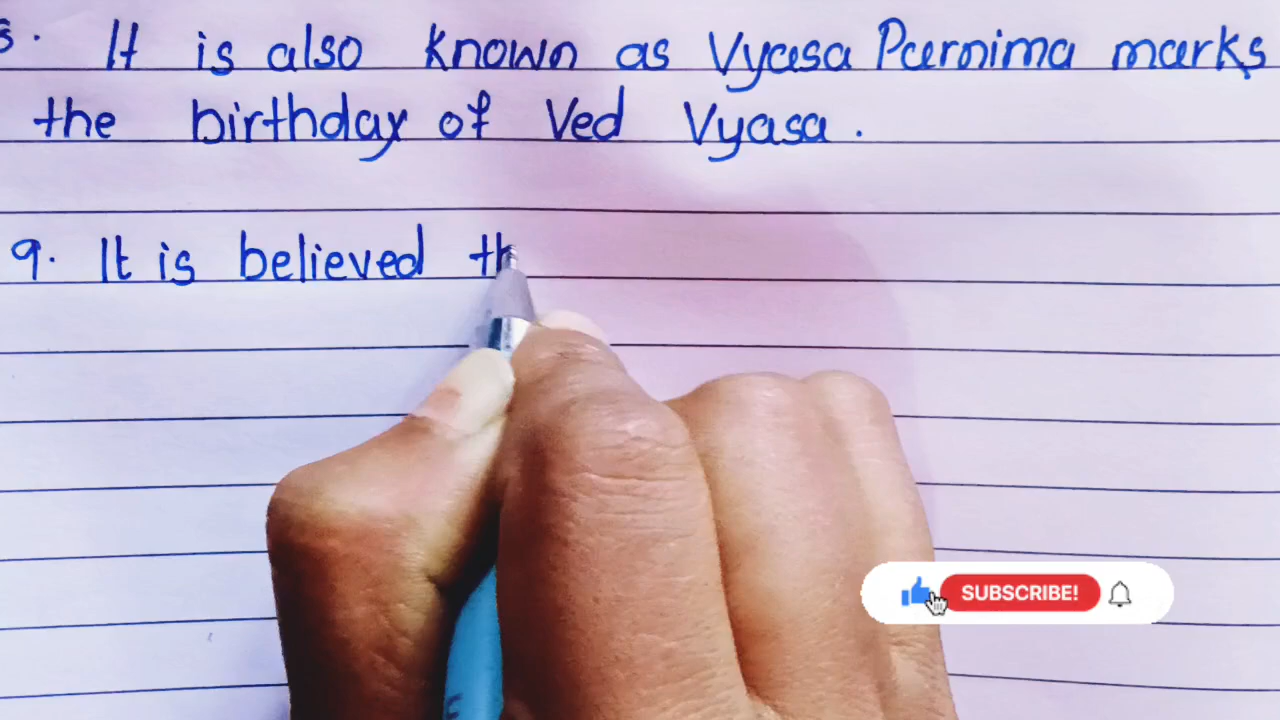 8. It is also known as Vyasa Purnima marks
the birthday of Ved Vyasa.
9. It is believed th
SUBSCRIBE!